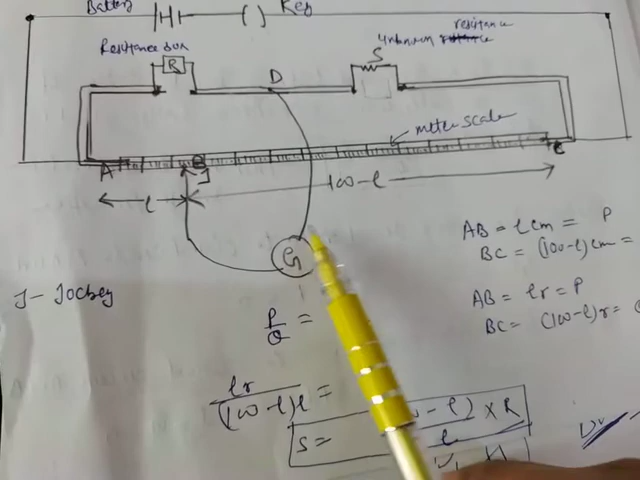 Battery ( ) Key
Resistance box
R
D
S
resistance
unknown
meter scale
A
B
C
J
l
100-l
G
AB = l cm = P
BC = (100-l) cm =
J - Jockey
AB = lr = P
BC = (100-l) r =
P/Q =
lr/(100-l)l =
S = -l) × R
l